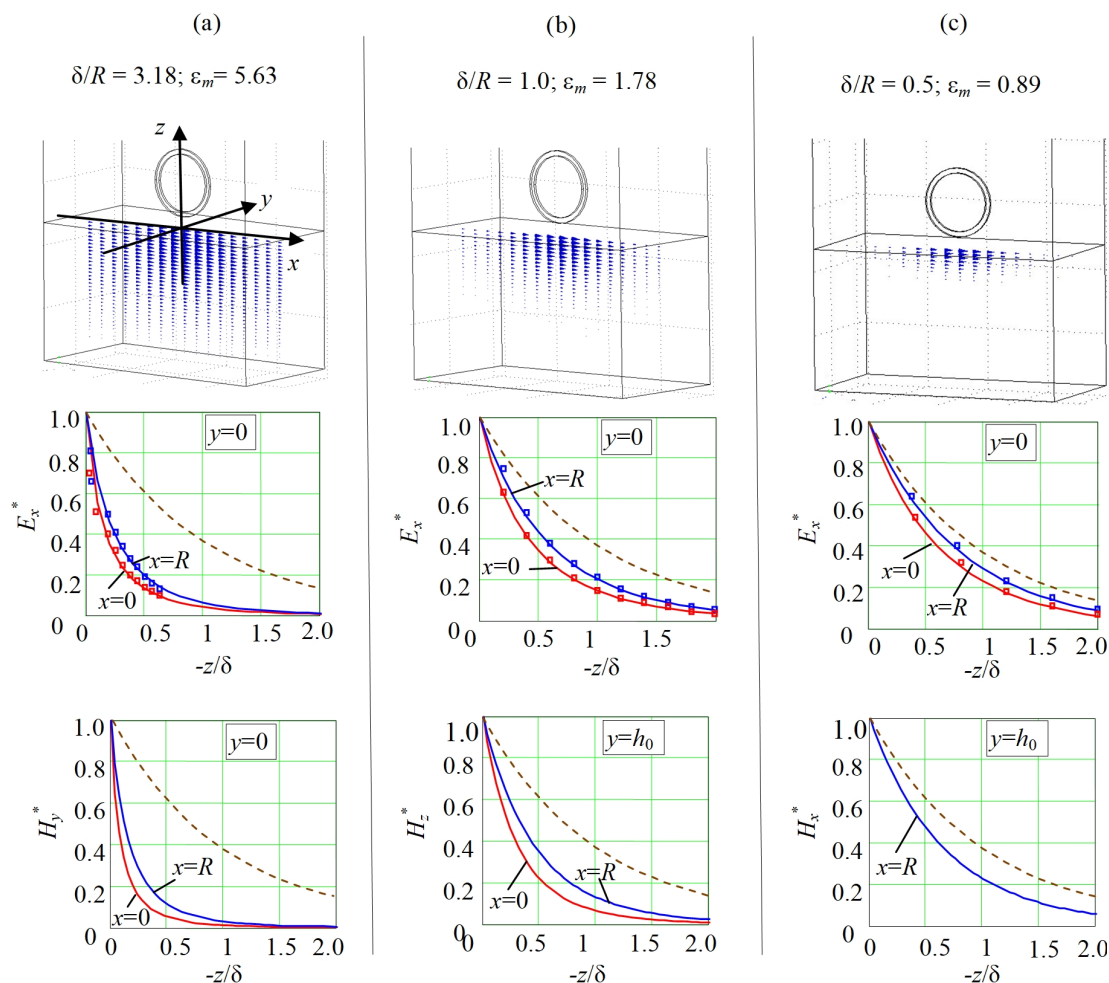 (a)
(b)
(c)
δ/R = 3.18; εm = 5.63
δ/R = 1.0; εm = 1.78
δ/R = 0.5; εm = 0.89
z
y
x
1.0
0.8
0.6
0.4
0.2
0
Ex*
y=0
x=R
x=0
0 0.5 1 1.5 2.0
-z/δ
1.0
0.8
0.6
0.4
0.2
0
Ex*
y=0
x=R
x=0
0 0.5 1 1.5 2.0
-z/δ
1.0
0.8
0.6
0.4
0.2
0
Ex*
y=0
x=0
x=R
0 0.5 1 1.5 2.0
-z/δ
1.0
0.8
0.6
0.4
0.2
0
Hy*
y=0
x=R
x=0
0 0.5 1 1.5 2.0
-z/δ
1.0
0.8
0.6
0.4
0.2
0
Hz*
y=h0
x=0
x=R
0 0.5 1 1.5 2.0
-z/δ
1.0
0.8
0.6
0.4
0.2
0
Hx*
y=h0
x=R
0 0.5 1 1.5 2.0
-z/δ